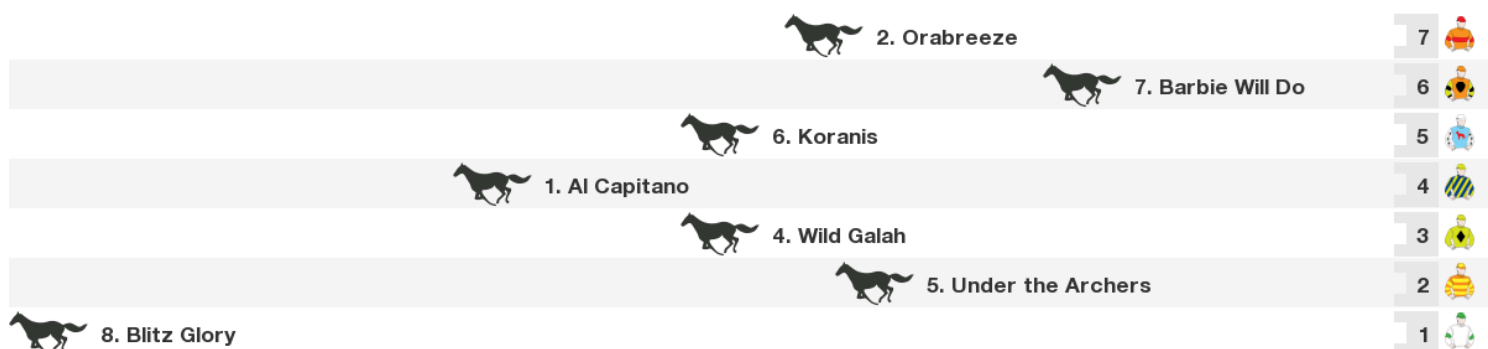 2. Orabreeze 7
7. Barbie Will Do 6
6. Koranis 5
1. Al Capitano 4
4. Wild Galah 3
5. Under the Archers 2
8. Blitz Glory 1